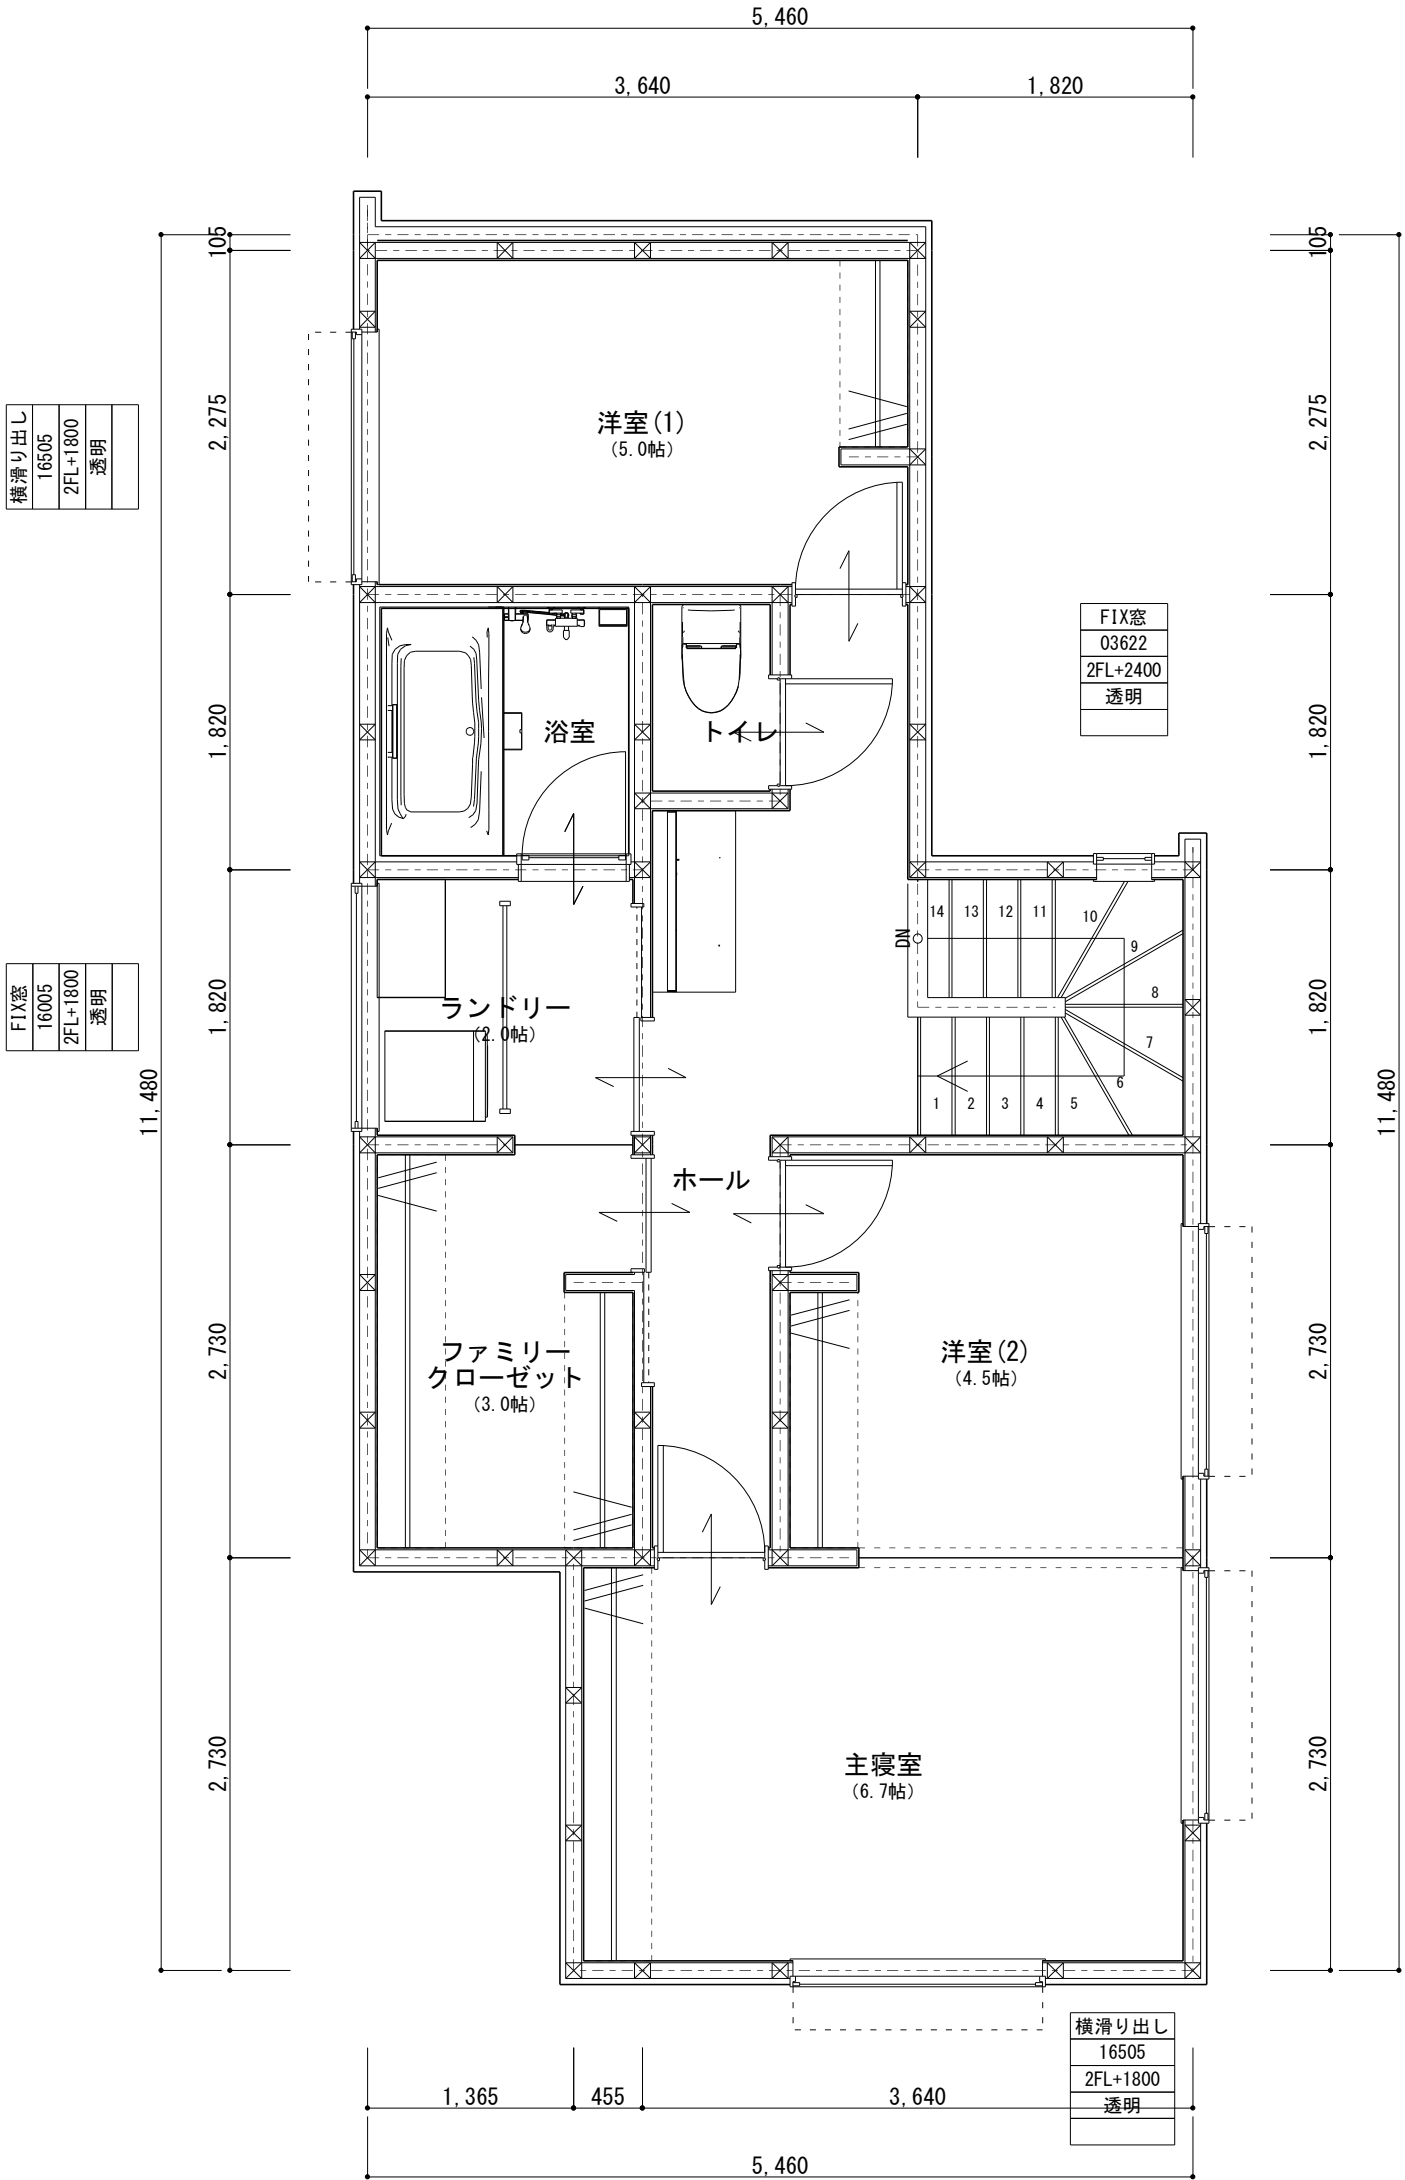 5,460
3,640
1,820
105
105
2,275
2,275
横滑り出し
16505
2FL+1800
透明
洋室(1)
(5.0帖)
FIX窓
03622
2FL+2400
透明
1,820
浴室
トイレ
1,820
14
13
12
11
10
9
8
7
6
DN
FIX窓
16005
2FL+1800
透明
1,820
ランドリー
(2.0帖)
1,820
1
2
3
4
5
11,480
11,480
ホール
2,730
ファミリー
クローゼット
(3.0帖)
洋室(2)
(4.5帖)
2,730
2,730
主寝室
(6.7帖)
2,730
横滑り出し
16505
2FL+1800
透明
1,365
455
3,640
5,460